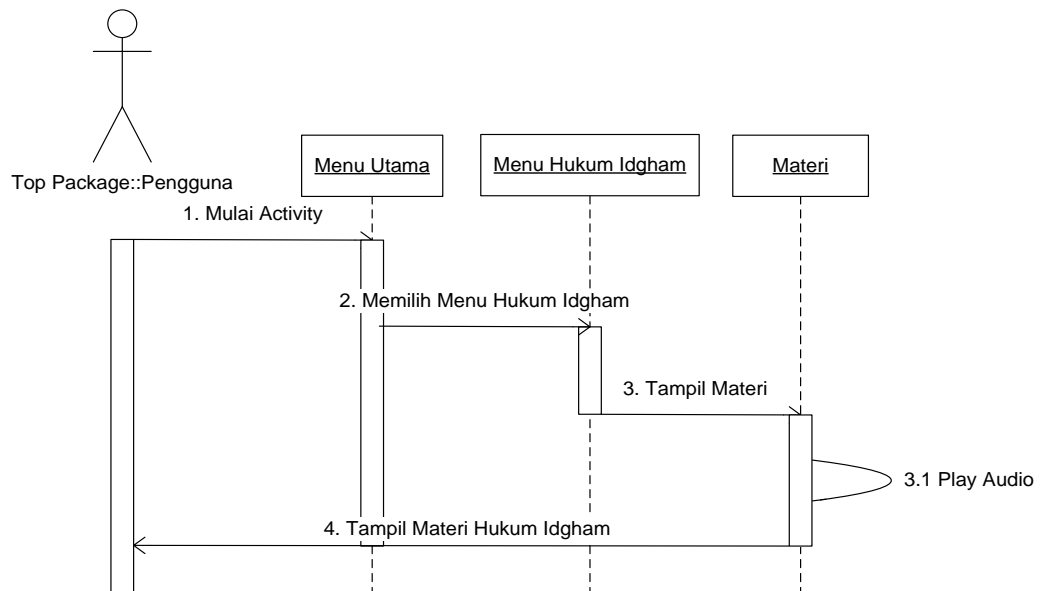 Top Package::Pengguna
Menu Utama
Menu Hukum Idgham
Materi
1. Mulai Activity
2. Memilih Menu Hukum Idgham
3. Tampil Materi
3.1 Play Audio
4. Tampil Materi Hukum Idgham